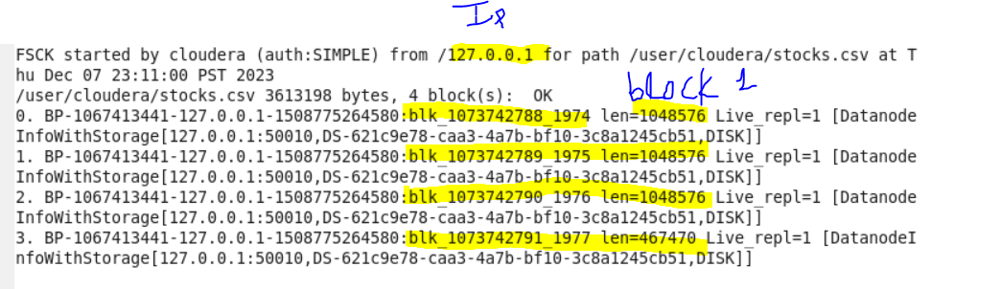 IP
FSCK started by cloudera (auth:SIMPLE) from /127.0.0.1 for path /user/cloudera/stocks.csv at T
hu Dec 07 23:11:00 PST 2023
block 1
/user/cloudera/stocks.csv 3613198 bytes, 4 block(s):  OK
0. BP-1067413441-127.0.0.1-1508775264580:blk_1073742788_1974 len=1048576 Live_repl=1 [Datanode
InfoWithStorage[127.0.0.1:50010,DS-621c9e78-caa3-4a7b-bf10-3c8a1245cb51,DISK]]
1. BP-1067413441-127.0.0.1-1508775264580:blk_1073742789_1975 len=1048576 Live_repl=1 [Datanode
InfoWithStorage[127.0.0.1:50010,DS-621c9e78-caa3-4a7b-bf10-3c8a1245cb51,DISK]]
2. BP-1067413441-127.0.0.1-1508775264580:blk_1073742790_1976 len=1048576 Live_repl=1 [Datanode
InfoWithStorage[127.0.0.1:50010,DS-621c9e78-caa3-4a7b-bf10-3c8a1245cb51,DISK]]
3. BP-1067413441-127.0.0.1-1508775264580:blk_1073742791_1977 len=467470 Live_repl=1 [DatanodeI
nfoWithStorage[127.0.0.1:50010,DS-621c9e78-caa3-4a7b-bf10-3c8a1245cb51,DISK]]